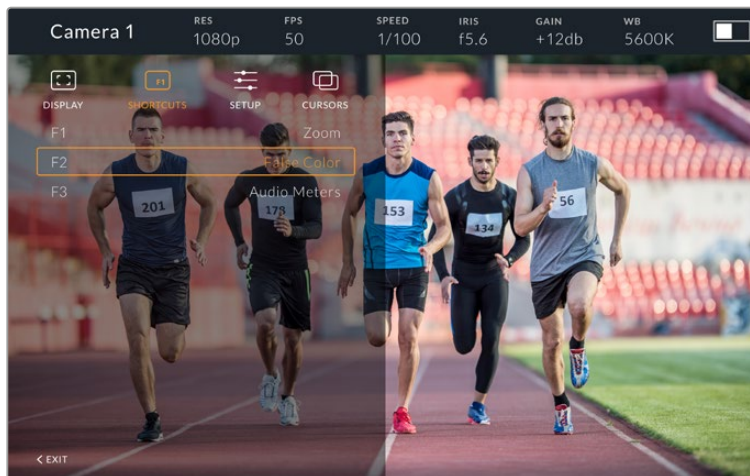 Camera 1
RES FPS SPEED IRIS GAIN WB
1080p 50 1/100 f5.6 +12db 5600K
F1
DISPLAY SHORTCUTS SETUP CURSORS
F1 Zoom
F2 False Color
F3 Audio Meters
201 178 153 134 56
< EXIT